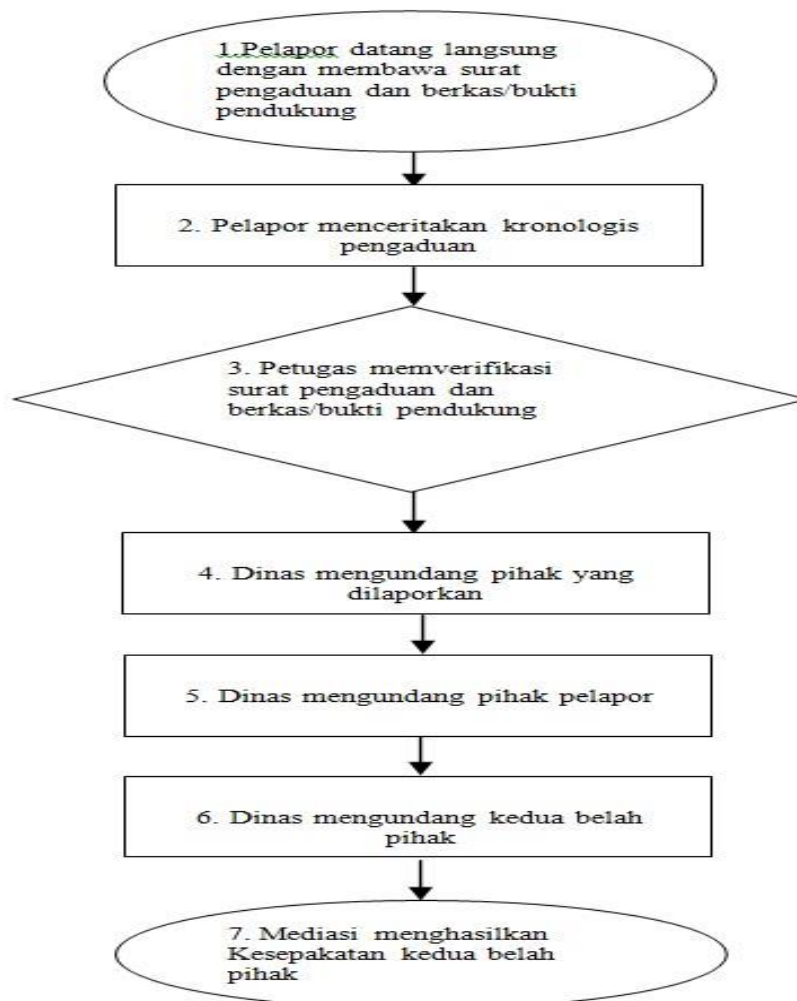 1.Pelapor datang langsung
dengan membawa surat
pengaduan dan berkas/bukti
pendukung
2. Pelapor menceritakan kronologis
pengaduan
3. Petugas memverifikasi
surat pengaduan dan
berkas/bukti pendukung
4. Dinas mengundang pihak yang
dilaporkan
5. Dinas mengundang pihak pelapor
6. Dinas mengundang kedua belah
pihak
7. Mediasi menghasilkan
Kesepakatan kedua belah
pihak